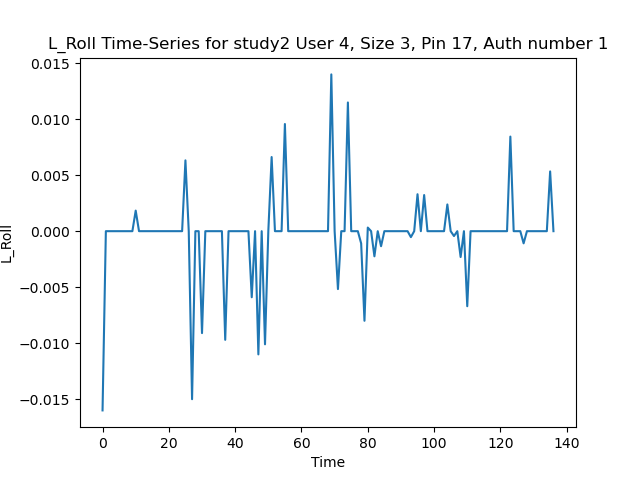 L_Roll Time-Series for study2 User 4, Size 3, Pin 17, Auth number 1
0.015
0.010
0.005
0.000
−0.005
−0.010
−0.015
L_Roll
0 20 40 60 80 100 120 140
Time